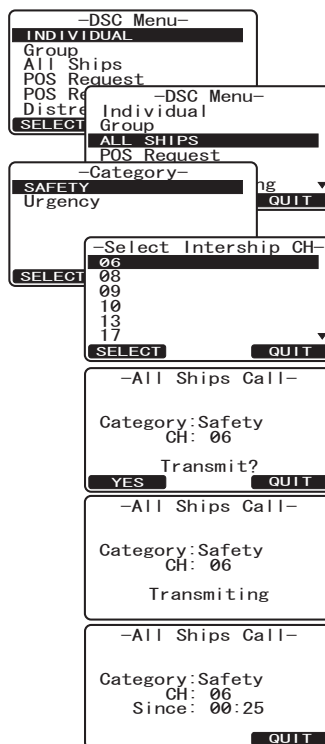 -DSC Menu-
INDIVIDUAL
Group
All Ships
POS Request
POS Re
Distre
SELECT
-DSC Menu-
Individual
Group
ALL SHIPS
POS Request
ng
QUIT
-Category-
SAFETY
Urgency
SELECT
-Select Intership CH-
06
08
09
10
13
17
SELECT QUIT
-All Ships Call-
Category:Safety
CH: 06
Transmit?
YES QUIT
-All Ships Call-
Category:Safety
CH: 06
Transmiting
-All Ships Call-
Category:Safety
CH: 06
Since: 00:25
QUIT